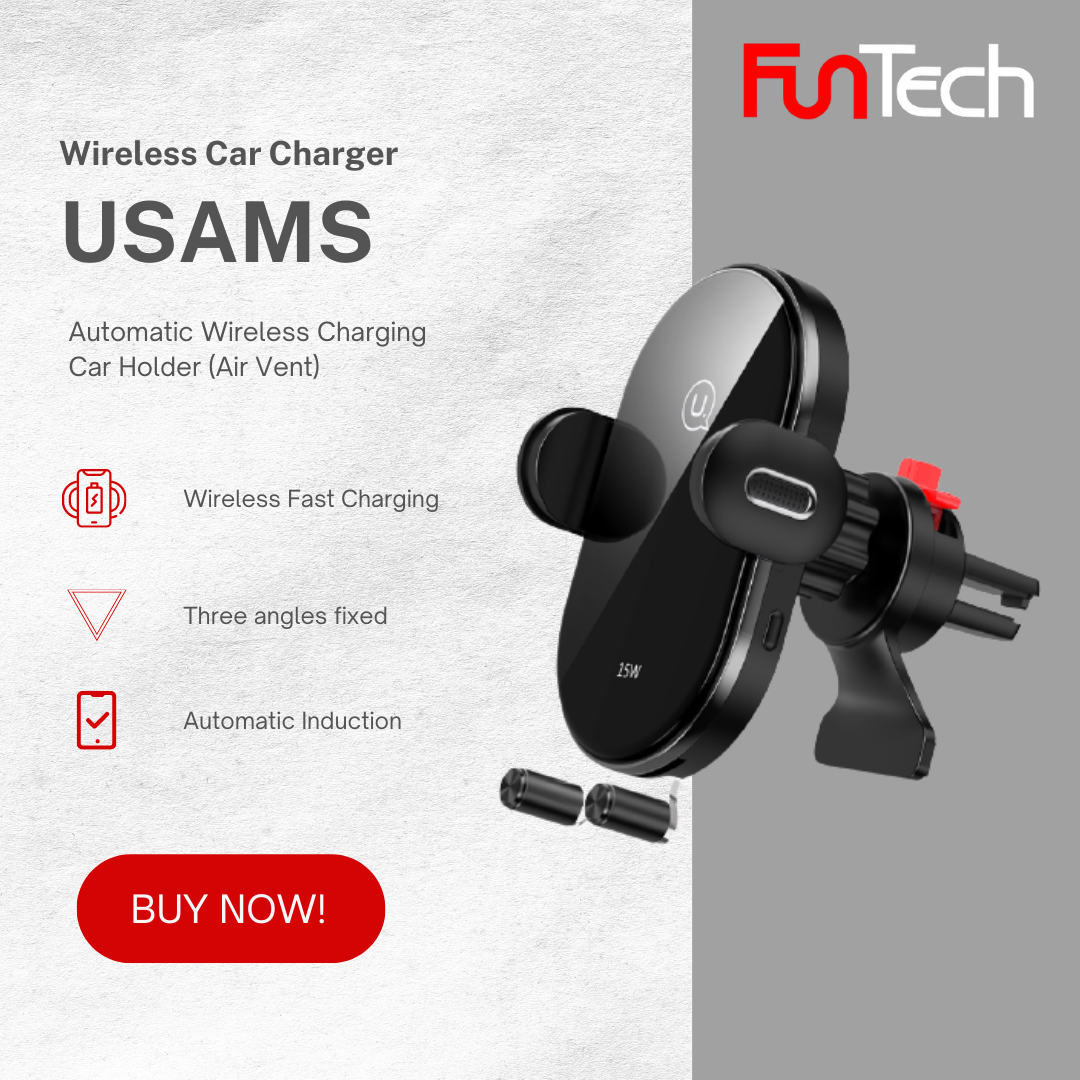 FunTech
Wireless Car Charger
USAMS
Automatic Wireless Charging
Car Holder (Air Vent)
Wireless Fast Charging
Three angles fixed
Automatic Induction
U.
15W
BUY NOW!